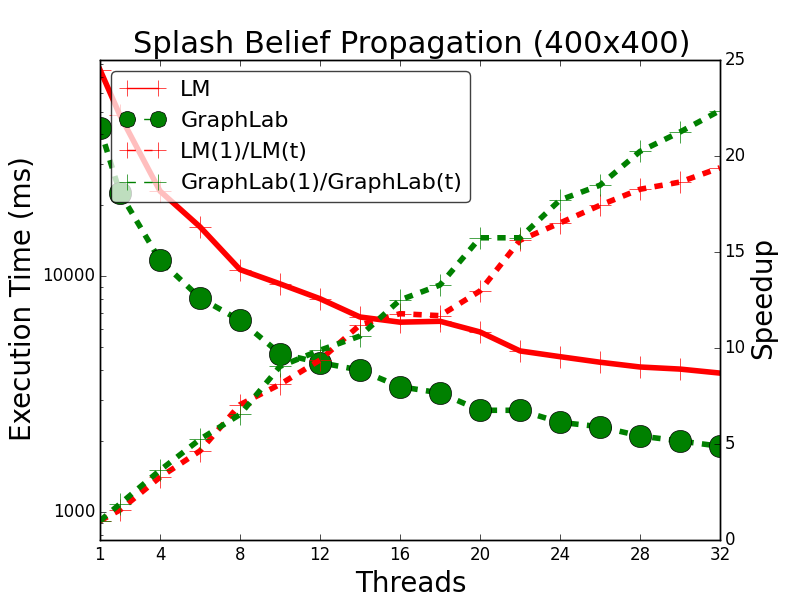 Splash Belief Propagation (400x400)
LM
GraphLab
LM(1)/LM(t)
GraphLab(1)/GraphLab(t)
Execution Time (ms)
10000
1000
25
20
15
10
5
0
Speedup
1 4 8 12 16 20 24 28 32
Threads